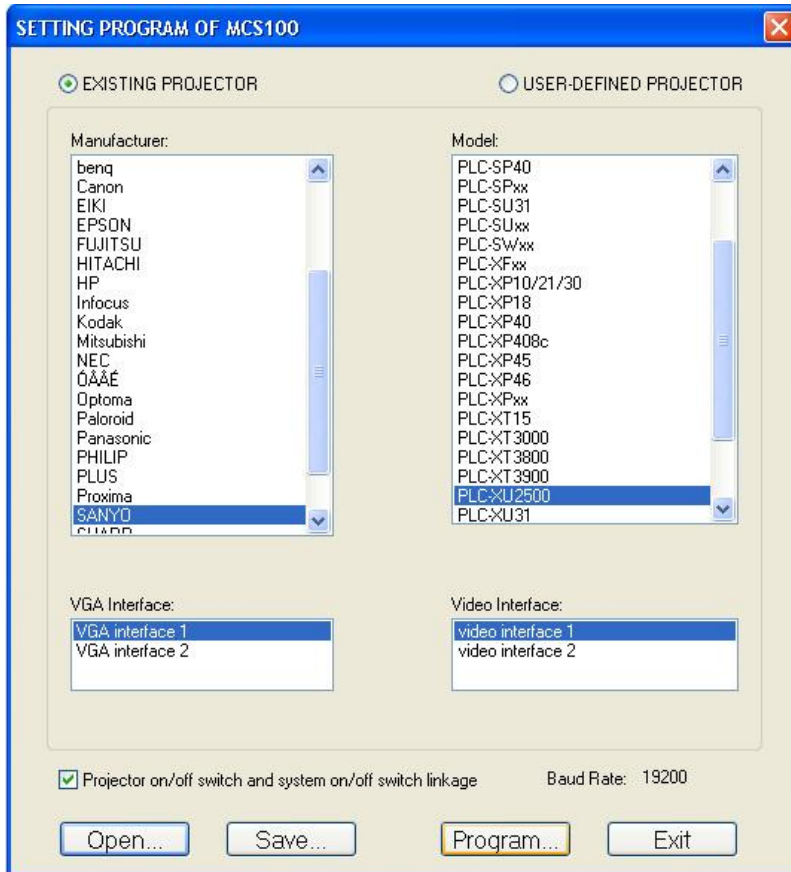 SETTING PROGRAM OF MCS100
EXISTING PROJECTOR
USER-DEFINED PROJECTOR
Manufacturer:
benq
Canon
EIKI
EPSON
FUJITSU
HITACHI
HP
Infocus
Kodak
Mitsubishi
NEC
ÓÅÅÉ
Optoma
Paloroid
Panasonic
PHILIP
PLUS
Proxima
SANYO
SHARP
Model:
PLC-SP40
PLC-SPxx
PLC-SU31
PLC-SUxx
PLC-SWxx
PLC-XFxx
PLC-XP10/21/30
PLC-XP18
PLC-XP40
PLC-XP408c
PLC-XP45
PLC-XP46
PLC-XPxx
PLC-XT15
PLC-XT3000
PLC-XT3800
PLC-XT3900
PLC-XU2500
PLC-XU31
VGA Interface:
VGA interface 1
VGA interface 2
Video Interface:
video interface 1
video interface 2
Projector on/off switch and system on/off switch linkage
Baud Rate: 19200
Open...
Save...
Program...
Exit